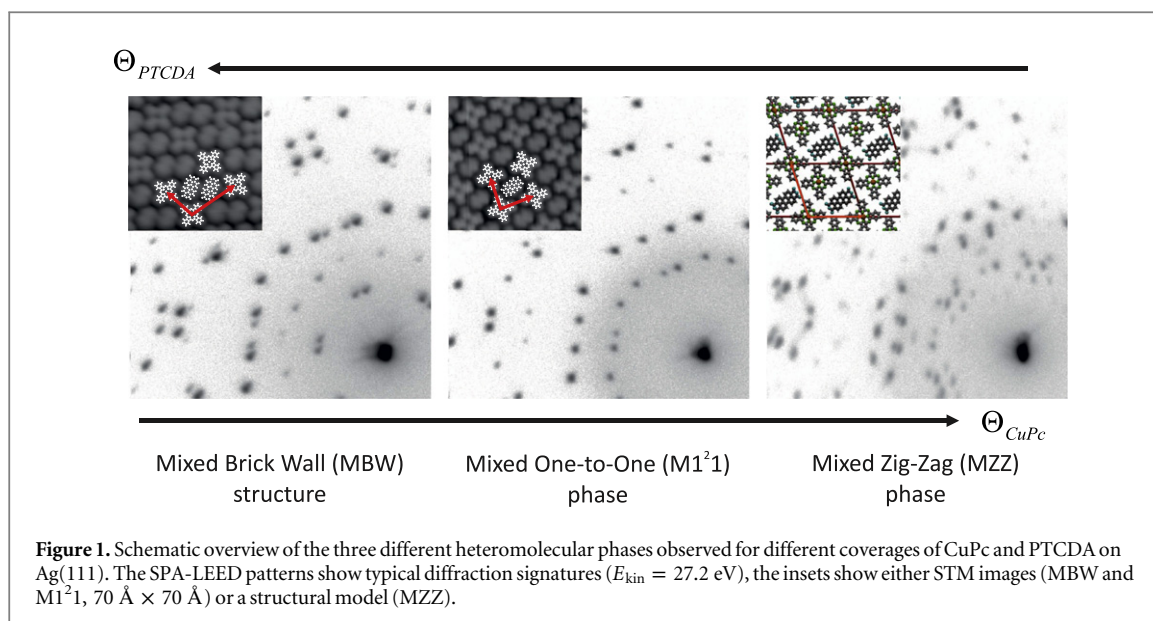 Θ_PTCDA
Θ_CuPc
Mixed Brick Wall (MBW)
structure
Mixed One-to-One (M1²1)
phase
Mixed Zig-Zag (MZZ)
phase
Figure 1. Schematic overview of the three different heteromolecular phases observed for different coverages of CuPc and PTCDA on
Ag(111). The SPA-LEED patterns show typical diffraction signatures (E_kin = 27.2 eV), the insets show either STM images (MBW and
M1²1, 70 Å × 70 Å) or a structural model (MZZ).